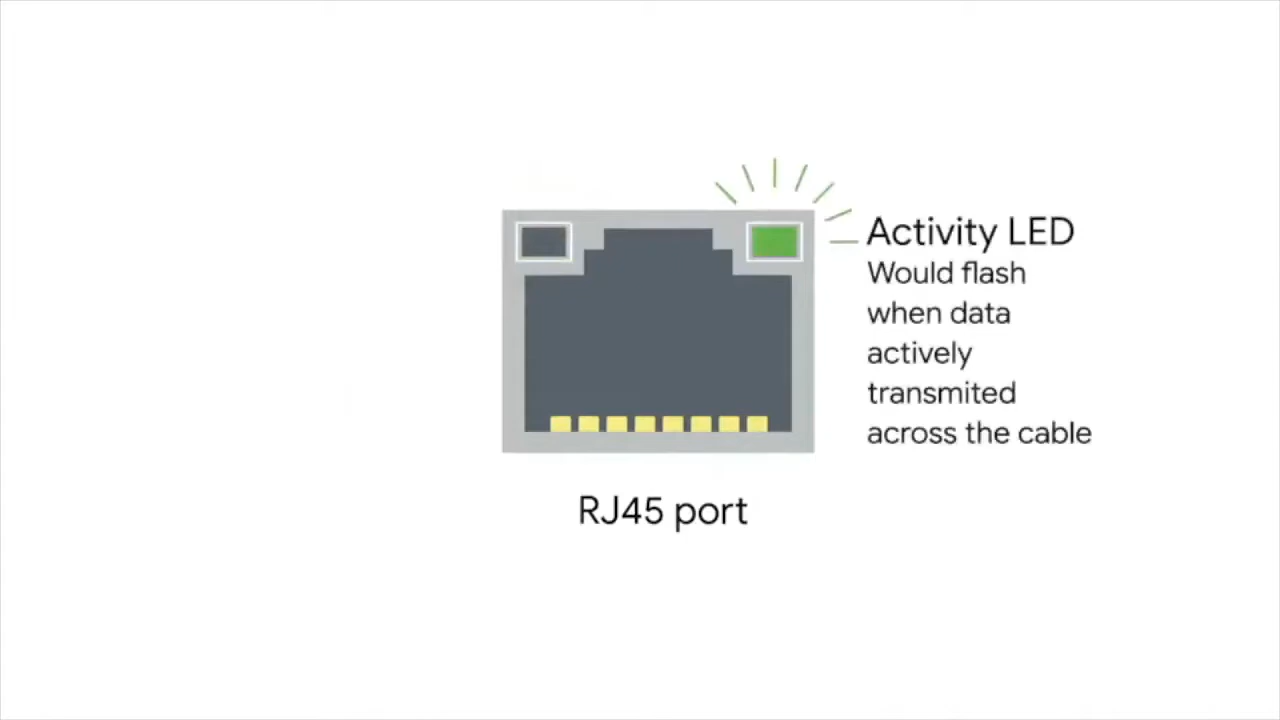 Activity LED
Would flash
when data
actively
transmited
across the cable
RJ45 port